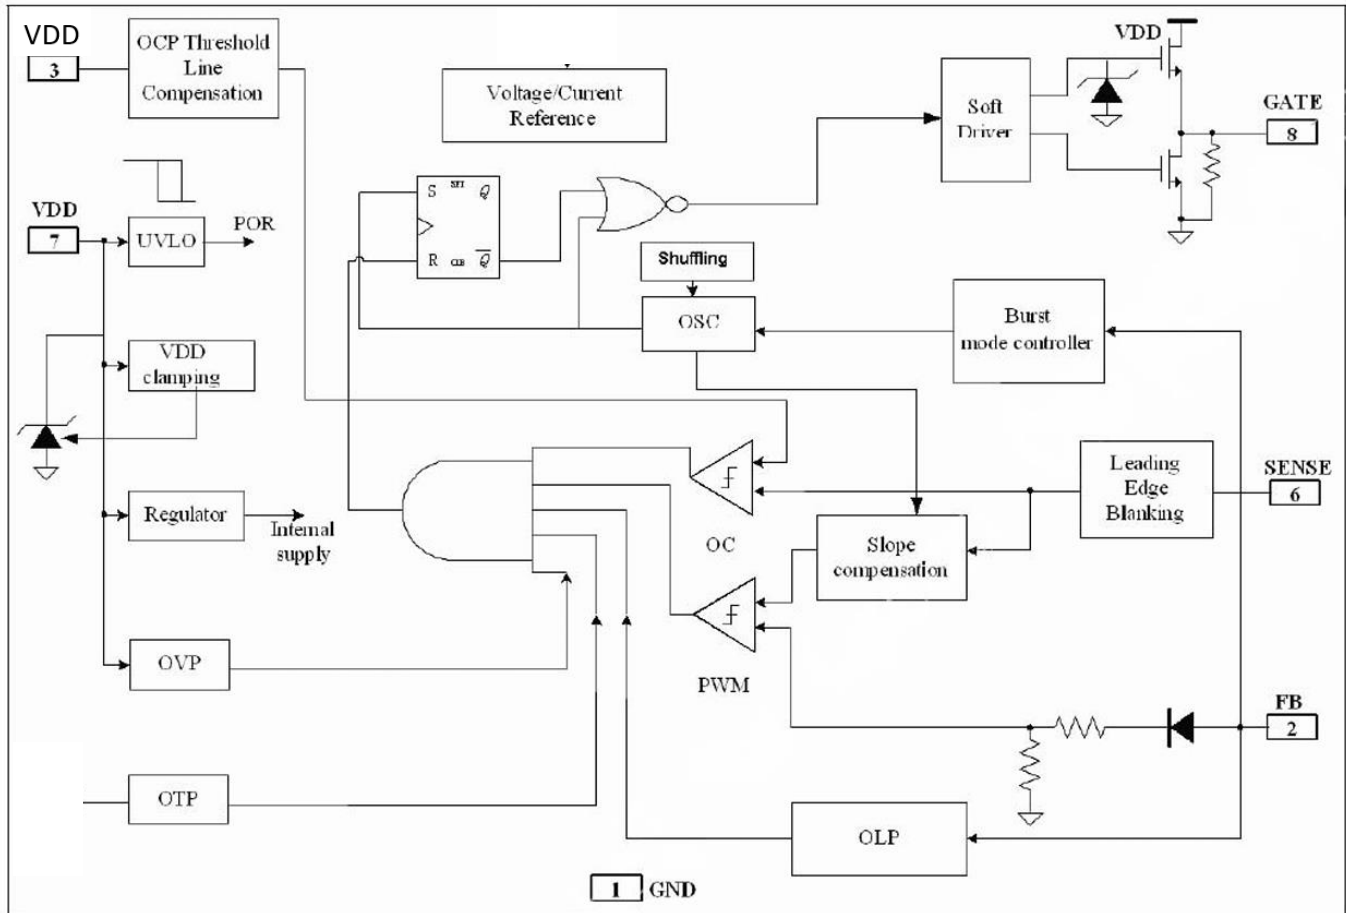 VDD
3
OCP Threshold
Line
Compensation
Voltage/Current
Reference
Soft
Driver
VDD
GATE
8
VDD
7
UVLO
POR
S
SET
Q
R
Q
Shuffling
OSC
Burst
mode controller
VDD
clamping
Regulator
Internal
supply
OC
Slope
compensation
Leading
Edge
Blanking
SENSE
6
OVP
PWM
FB
2
OTP
OLP
1 GND